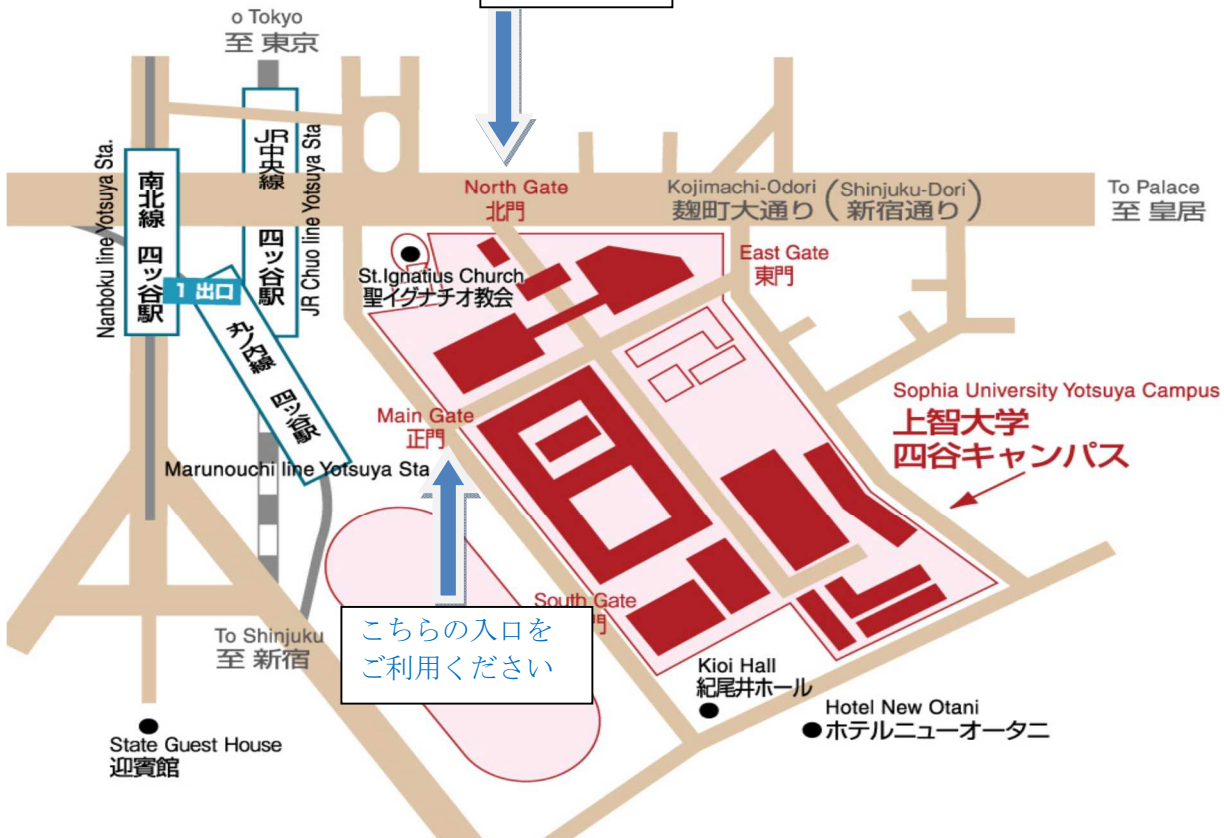 o Tokyo
至 東京
Nanboku line Yotsuya Sta.
南北線 四ッ谷駅
JR中央線 四ッ谷駅
JR Chuo line Yotsuya Sta
1 出口
丸ノ内線 四ッ谷駅
Marunouchi line Yotsuya Sta
North Gate
北門
Kojimachi-Odori (Shinjuku-Dori)
麹町大通り(新宿通り)
To Palace
至 皇居
St.Ignatius Church
聖イグナチオ教会
East Gate
東門
Main Gate
正門
Sophia University Yotsuya Campus
上智大学
四谷キャンパス
South Gate
門
こちらの入口を
ご利用ください
To Shinjuku
至 新宿
Kioi Hall
紀尾井ホール
Hotel New Otani
ホテルニューオータニ
State Guest House
迎賓館